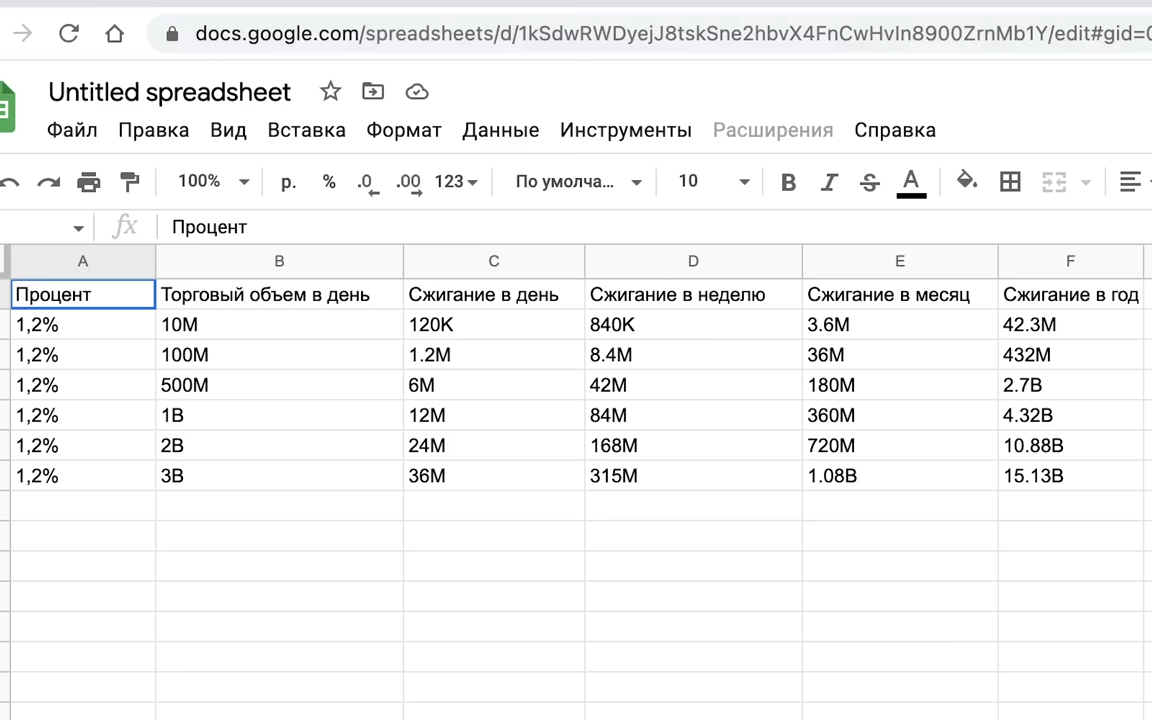 docs.google.com/spreadsheets/d/1kSdwRWDyejJ8tskSne2hbvX4FnCwHvIn8900ZrnMb1Y/edit#gid=0
Untitled spreadsheet
Файл Правка Вид Вставка Формат Данные Инструменты Расширения Справка
100% р. % .0 .00 123 По умолча... 10 B I S A
fx Процент
A B C D E F
Процент Торговый объем в день Сжигание в день Сжигание в неделю Сжигание в месяц Сжигание в год
1,2% 10M 120K 840K 3.6M 42.3M
1,2% 100M 1.2M 8.4M 36M 432M
1,2% 500M 6M 42M 180M 2.7B
1,2% 1B 12M 84M 360M 4.32B
1,2% 2B 24M 168M 720M 10.88B
1,2% 3B 36M 315M 1.08B 15.13B